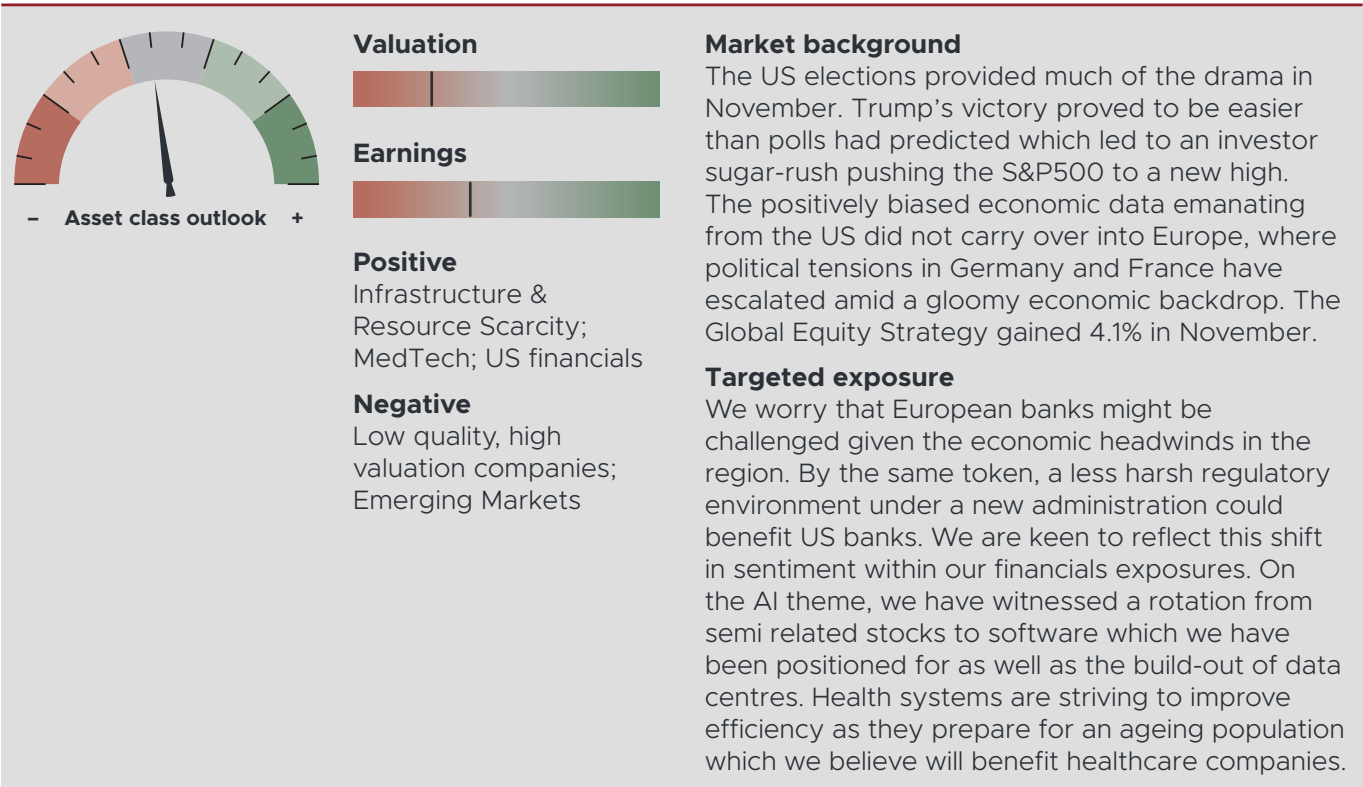 – Asset class outlook +
Valuation
Earnings
Positive
Infrastructure &
Resource Scarcity;
MedTech; US financials
Negative
Low quality, high
valuation companies;
Emerging Markets
Market background
The US elections provided much of the drama in
November. Trump’s victory proved to be easier
than polls had predicted which led to an investor
sugar-rush pushing the S&P500 to a new high.
The positively biased economic data emanating
from the US did not carry over into Europe, where
political tensions in Germany and France have
escalated amid a gloomy economic backdrop. The
Global Equity Strategy gained 4.1% in November.
Targeted exposure
We worry that European banks might be
challenged given the economic headwinds in the
region. By the same token, a less harsh regulatory
environment under a new administration could
benefit US banks. We are keen to reflect this shift
in sentiment within our financials exposures. On
the AI theme, we have witnessed a rotation from
semi related stocks to software which we have
been positioned for as well as the build-out of data
centres. Health systems are striving to improve
efficiency as they prepare for an ageing population
which we believe will benefit healthcare companies.